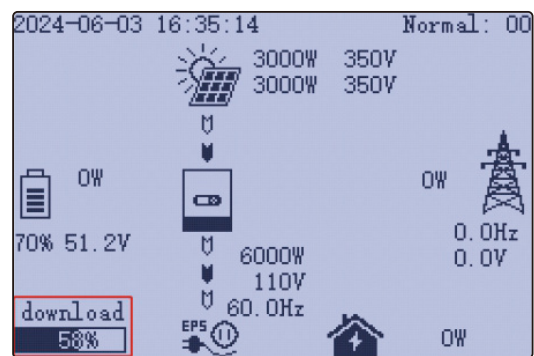 2024-06-03 16:35:14 Normal: 00
3000W 350V
3000W 350V
0W
0W
70% 51.2V
0.0Hz
0.0V
6000W
110V
60.0Hz
download
58%
EPS
0W